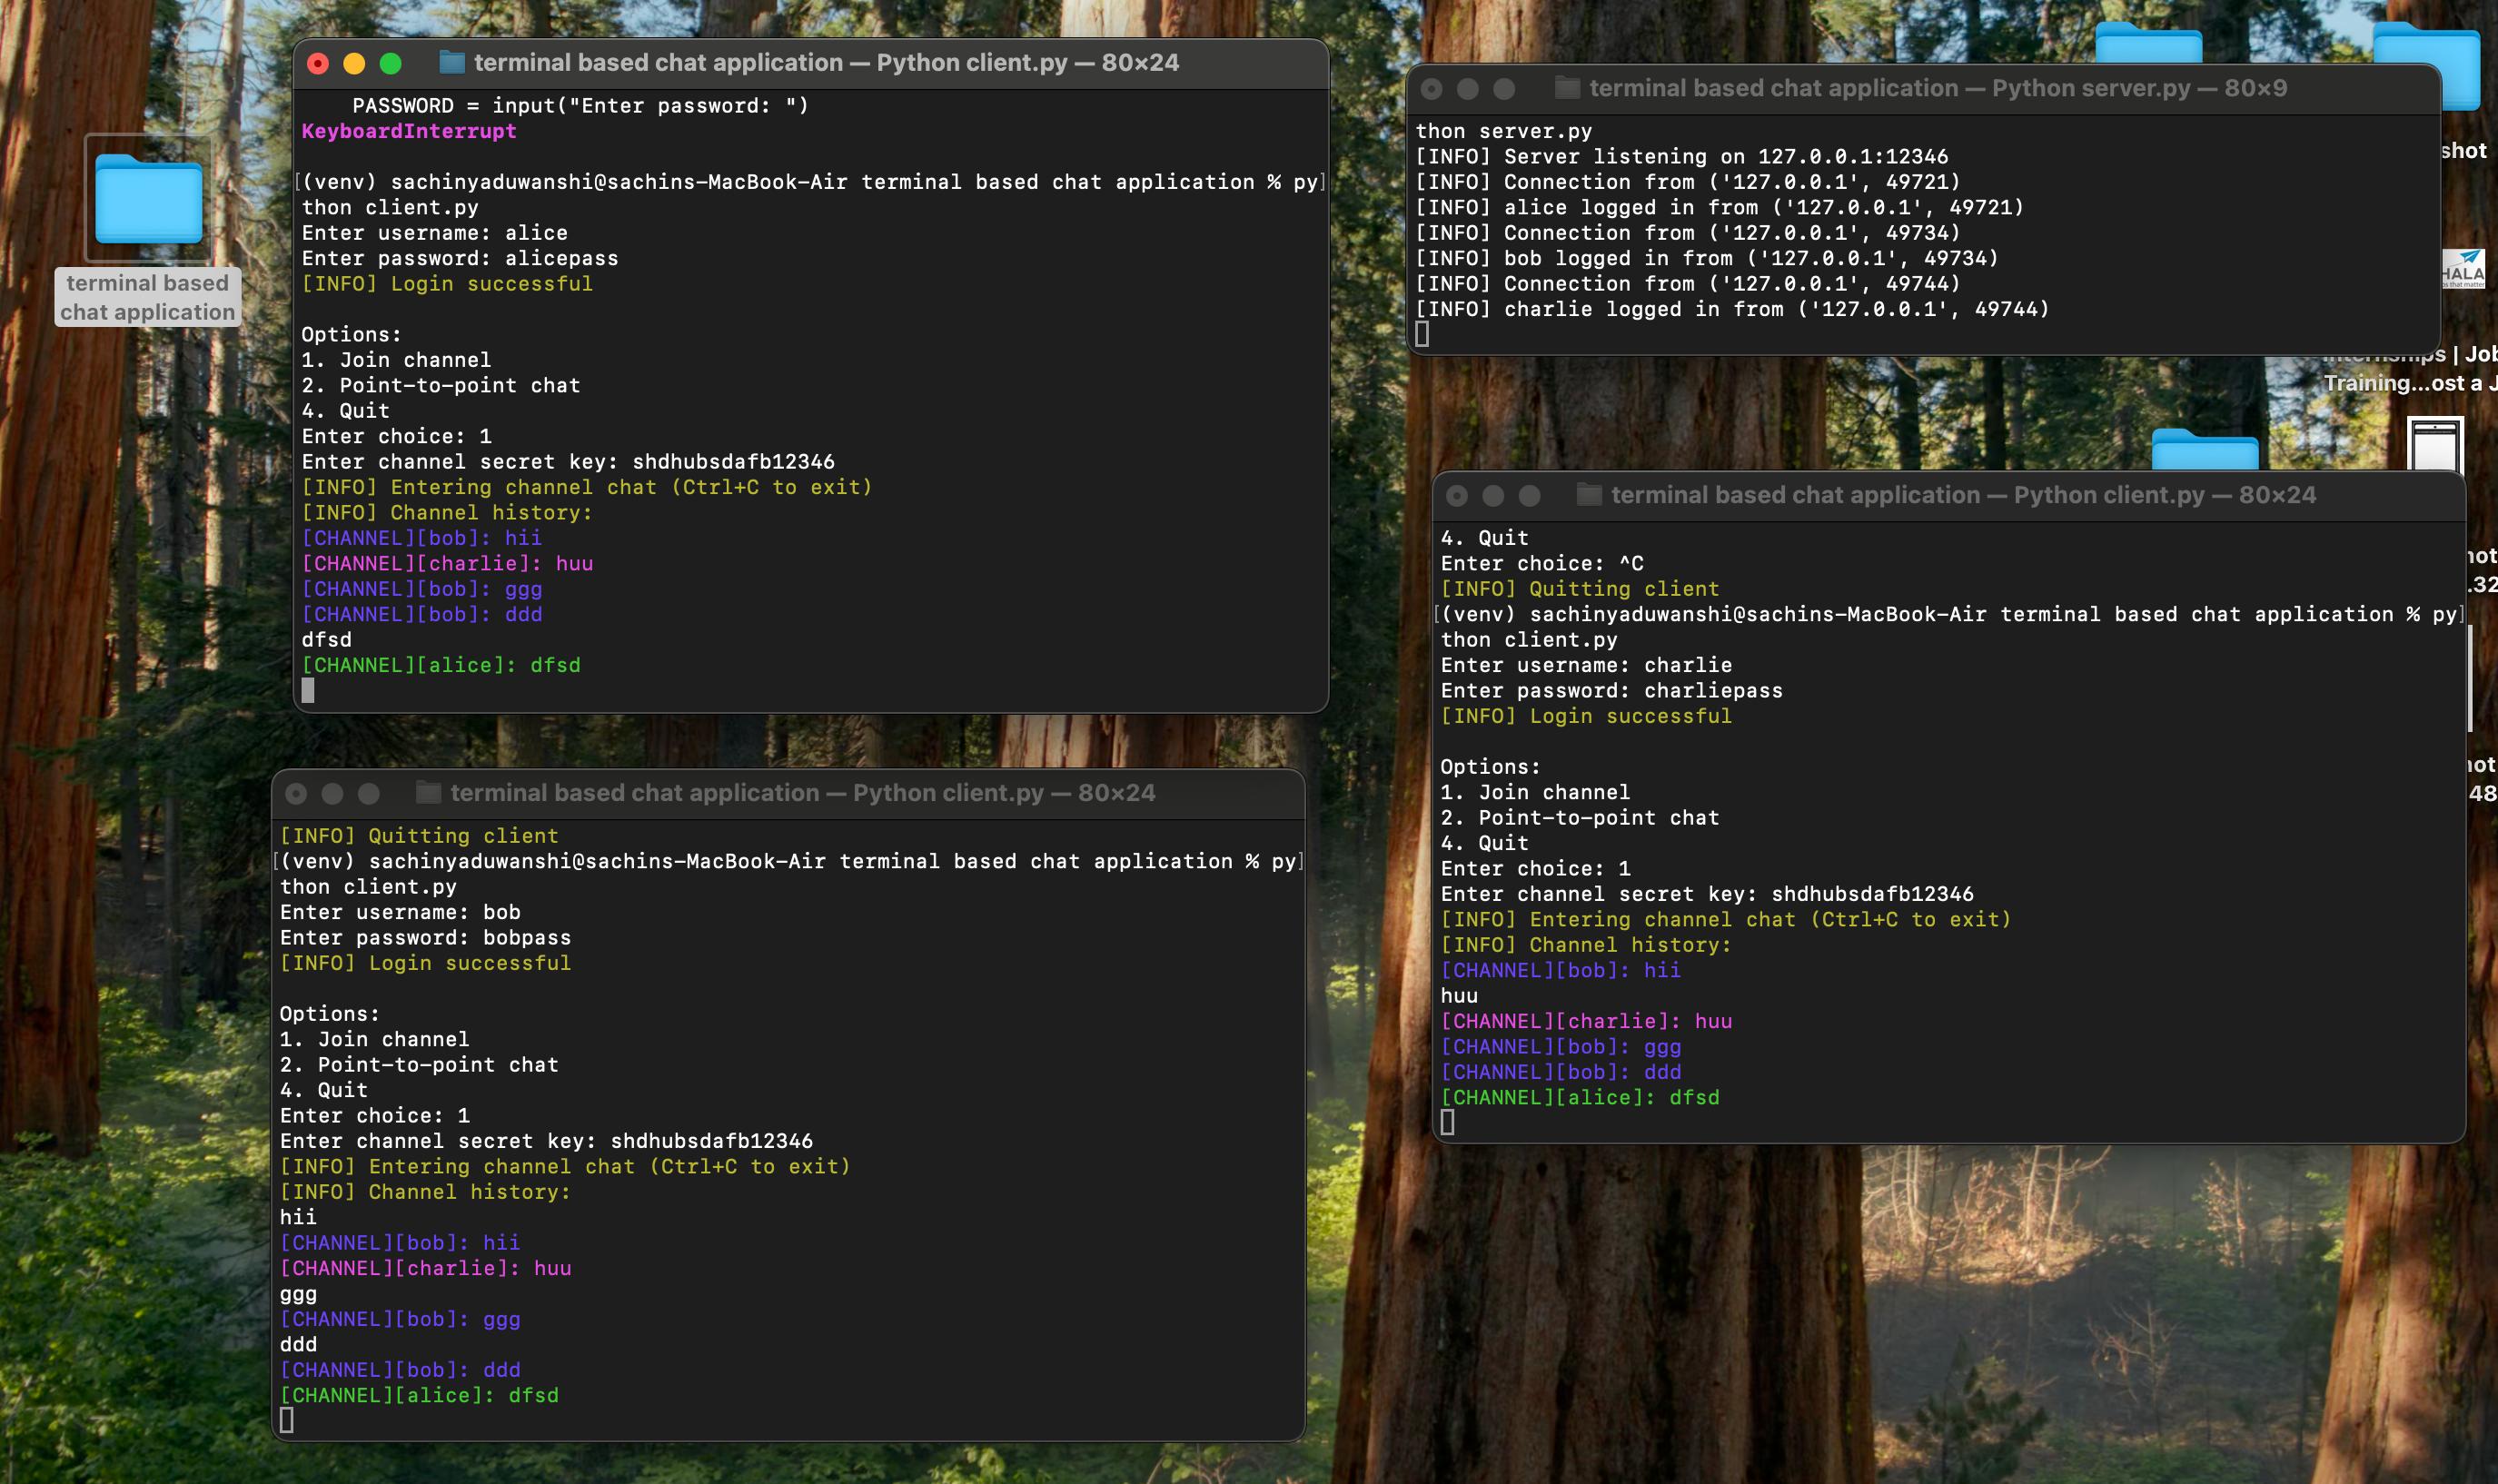 terminal based chat application — Python client.py — 80×24
    PASSWORD = input("Enter password: ")
KeyboardInterrupt
[(venv) sachinyaduwanshi@sachins-MacBook-Air terminal based chat application % py]
thon client.py
Enter username: alice
Enter password: alicepass
[INFO] Login successful
Options:
1. Join channel
2. Point-to-point chat
4. Quit
Enter choice: 1
Enter channel secret key: shdhubsdafb12346
[INFO] Entering channel chat (Ctrl+C to exit)
[INFO] Channel history:
[CHANNEL][bob]: hii
[CHANNEL][charlie]: huu
[CHANNEL][bob]: ggg
[CHANNEL][bob]: ddd
dfsd
[CHANNEL][alice]: dfsd
terminal based
chat application
terminal based chat application — Python server.py — 80×9
thon server.py
[INFO] Server listening on 127.0.0.1:12346
[INFO] Connection from ('127.0.0.1', 49721)
[INFO] alice logged in from ('127.0.0.1', 49721)
[INFO] Connection from ('127.0.0.1', 49734)
[INFO] bob logged in from ('127.0.0.1', 49734)
[INFO] Connection from ('127.0.0.1', 49744)
[INFO] charlie logged in from ('127.0.0.1', 49744)
shot
HALA
Internships | Job
Training...ost a J
terminal based chat application — Python client.py — 80×24
4. Quit
Enter choice: ^C
[INFO] Quitting client
[(venv) sachinyaduwanshi@sachins-MacBook-Air terminal based chat application % py]
thon client.py
Enter username: charlie
Enter password: charliepass
[INFO] Login successful
Options:
1. Join channel
2. Point-to-point chat
4. Quit
Enter choice: 1
Enter channel secret key: shdhubsdafb12346
[INFO] Entering channel chat (Ctrl+C to exit)
[INFO] Channel history:
[CHANNEL][bob]: hii
huu
[CHANNEL][charlie]: huu
[CHANNEL][bob]: ggg
[CHANNEL][bob]: ddd
[CHANNEL][alice]: dfsd
terminal based chat application — Python client.py — 80×24
[INFO] Quitting client
[(venv) sachinyaduwanshi@sachins-MacBook-Air terminal based chat application % py]
thon client.py
Enter username: bob
Enter password: bobpass
[INFO] Login successful
Options:
1. Join channel
2. Point-to-point chat
4. Quit
Enter choice: 1
Enter channel secret key: shdhubsdafb12346
[INFO] Entering channel chat (Ctrl+C to exit)
[INFO] Channel history:
hii
[CHANNEL][bob]: hii
[CHANNEL][charlie]: huu
ggg
[CHANNEL][bob]: ggg
ddd
[CHANNEL][bob]: ddd
[CHANNEL][alice]: dfsd